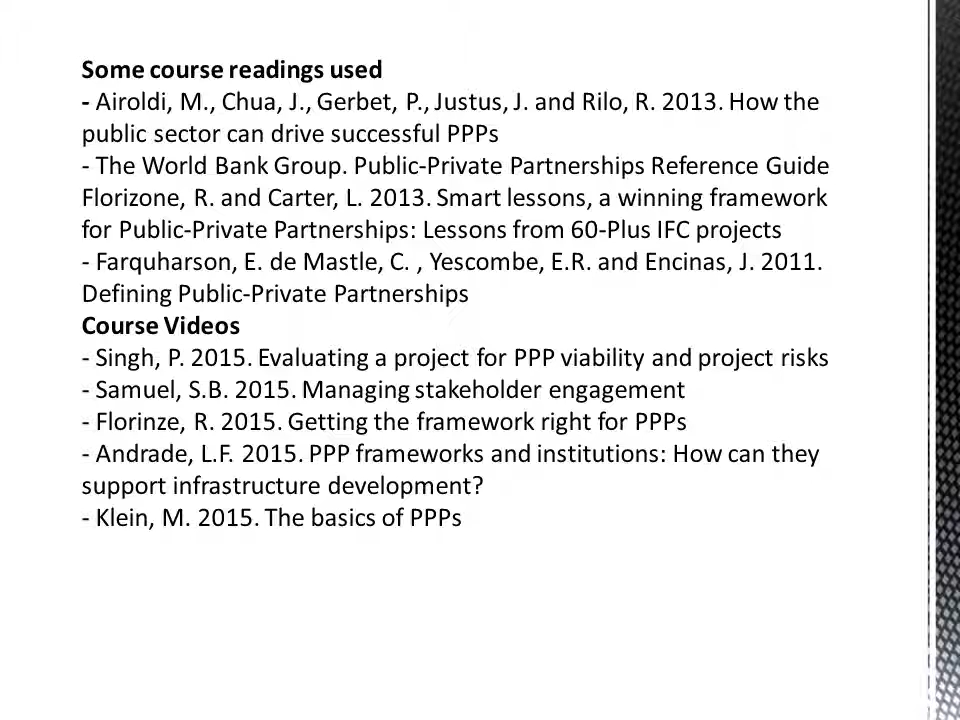 Some course readings used
- Airoldi, M., Chua, J., Gerbet, P., Justus, J. and Rilo, R. 2013. How the
public sector can drive successful PPPs
- The World Bank Group. Public-Private Partnerships Reference Guide
Florizone, R. and Carter, L. 2013. Smart lessons, a winning framework
for Public-Private Partnerships: Lessons from 60-Plus IFC projects
- Farquharson, E. de Mastle, C. , Yescombe, E.R. and Encinas, J. 2011.
Defining Public-Private Partnerships
Course Videos
- Singh, P. 2015. Evaluating a project for PPP viability and project risks
- Samuel, S.B. 2015. Managing stakeholder engagement
- Florinze, R. 2015. Getting the framework right for PPPs
- Andrade, L.F. 2015. PPP frameworks and institutions: How can they
support infrastructure development?
- Klein, M. 2015. The basics of PPPs